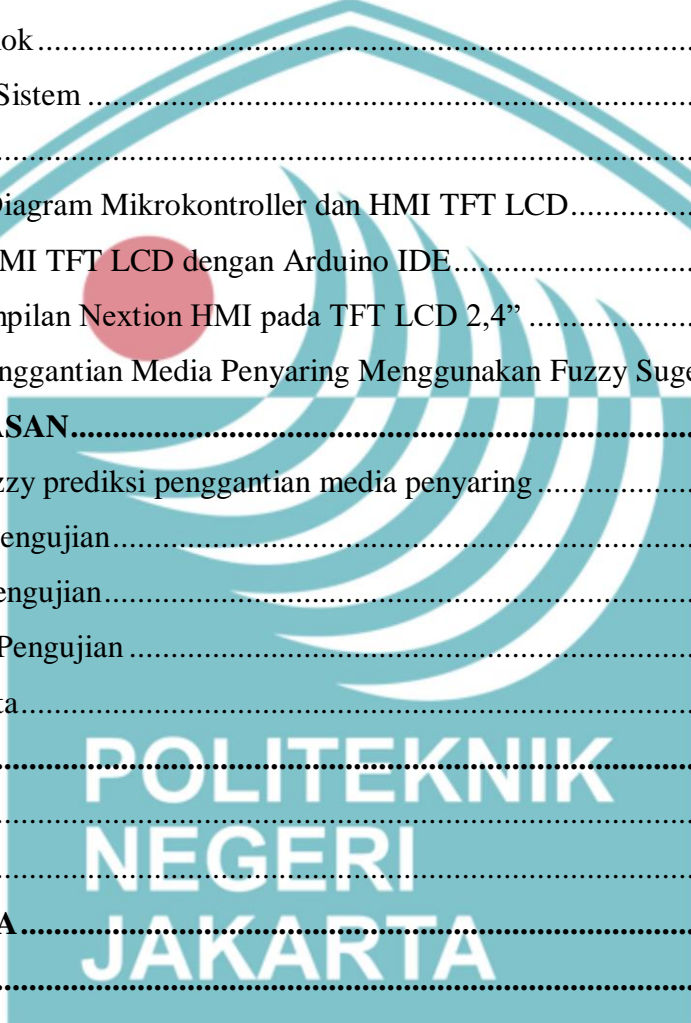 ok
Sistem
Diagram Mikrokontroller dan HMI TFT LCD
MI TFT LCD dengan Arduino IDE
pilan Nextion HMI pada TFT LCD 2,4”
nggantian Media Penyaring Menggunakan Fuzzy Suge
ASAN
zzy prediksi penggantian media penyaring
engujian
engujian
Pengujian
ta
POLITEKNIK
NEGERI
A
JAKARTA